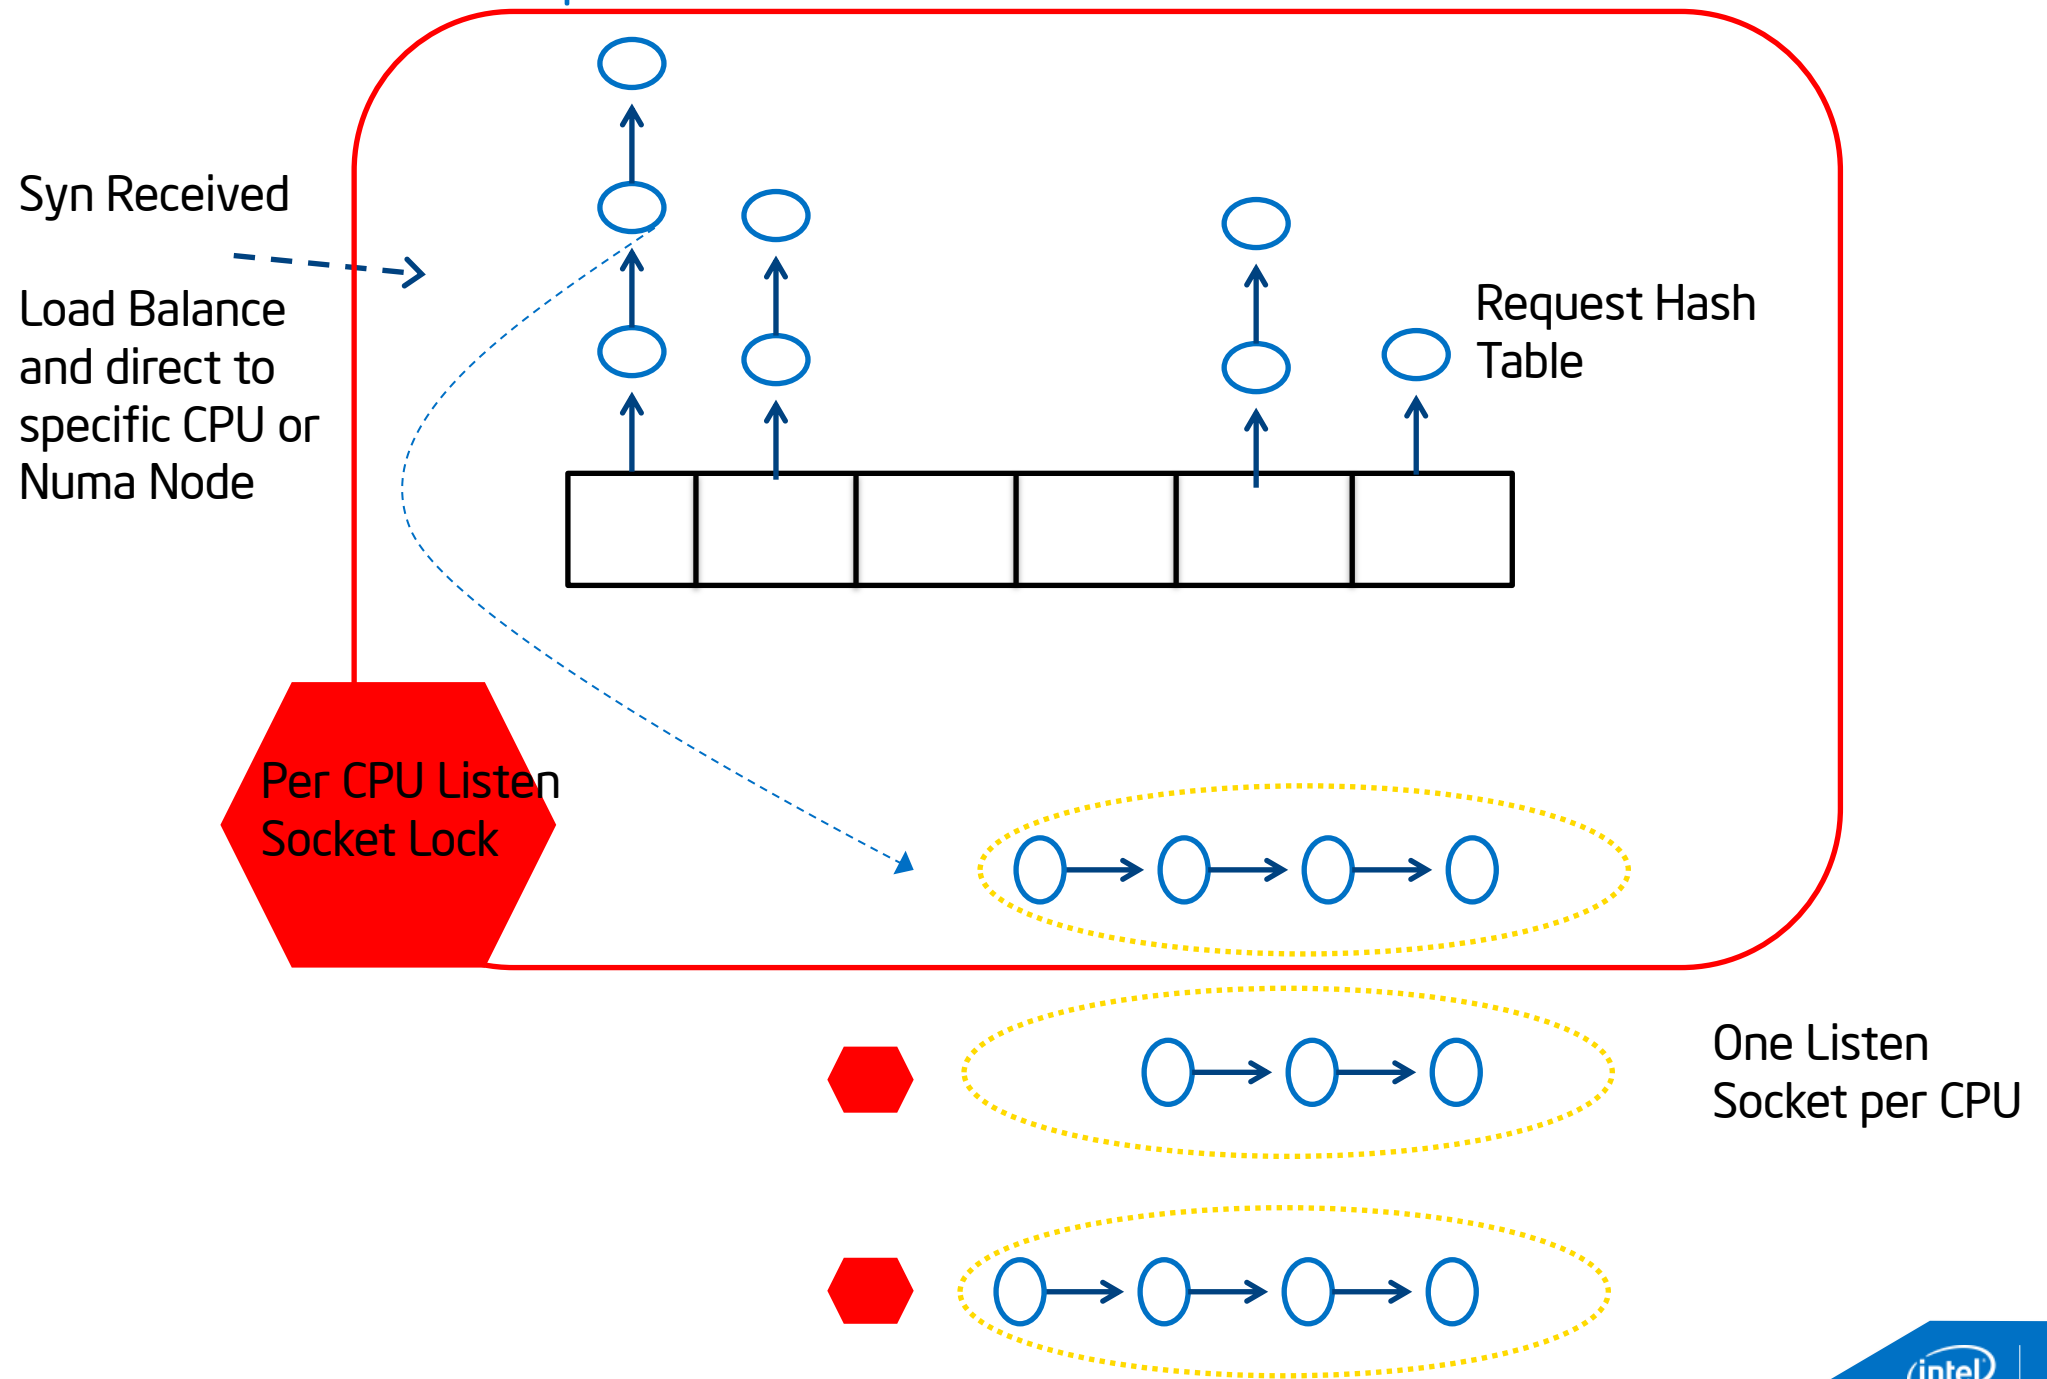 Syn Received
Load Balance
and direct to
specific CPU or
Numa Node
Request Hash
Table
Per CPU Listen
Socket Lock
One Listen
Socket per CPU
intel